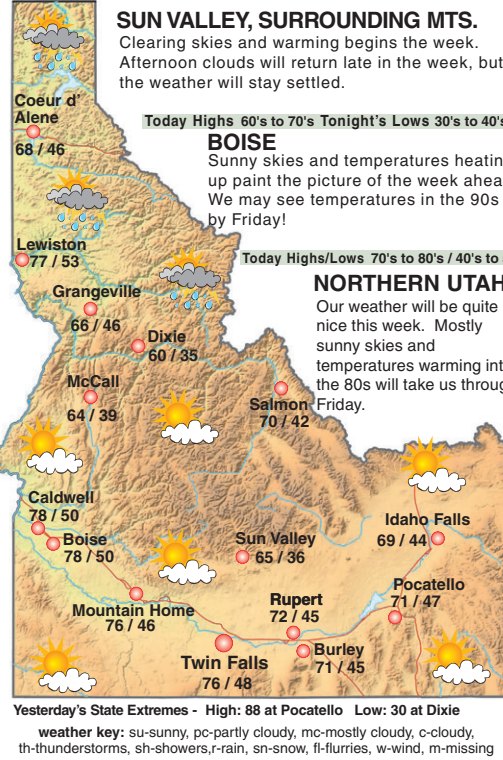 SUN VALLEY, SURROUNDING MTS.
Clearing skies and warming begins the week.
Afternoon clouds will return late in the week, but
the weather will stay settled.
Today Highs 60's to 70's Tonight's Lows 30's to 40's
BOISE
Sunny skies and temperatures heatin
up paint the picture of the week ahea
We may see temperatures in the 90s
by Friday!
Today Highs/Lows 70's to 80's / 40's to
NORTHERN UTAH
Our weather will be quite
nice this week. Mostly
sunny skies and
temperatures warming int
the 80s will take us throug
Friday.
Coeur d'
Alene
68 / 46
Lewiston
77 / 53
Grangeville
66 / 46
Dixie
60 / 35
McCall
64 / 39
Salmon
70 / 42
Caldwell
78 / 50
Boise
78 / 50
Sun Valley
65 / 36
Idaho Falls
69 / 44
Mountain Home
76 / 46
Rupert
72 / 45
Pocatello
71 / 47
Twin Falls
76 / 48
Burley
71 / 45
Yesterday's State Extremes - High: 88 at Pocatello Low: 30 at Dixie
weather key: su-sunny, pc-partly cloudy, mc-mostly cloudy, c-cloudy,
th-thunderstorms, sh-showers,r-rain, sn-snow, fl-flurries, w-wind, m-missing